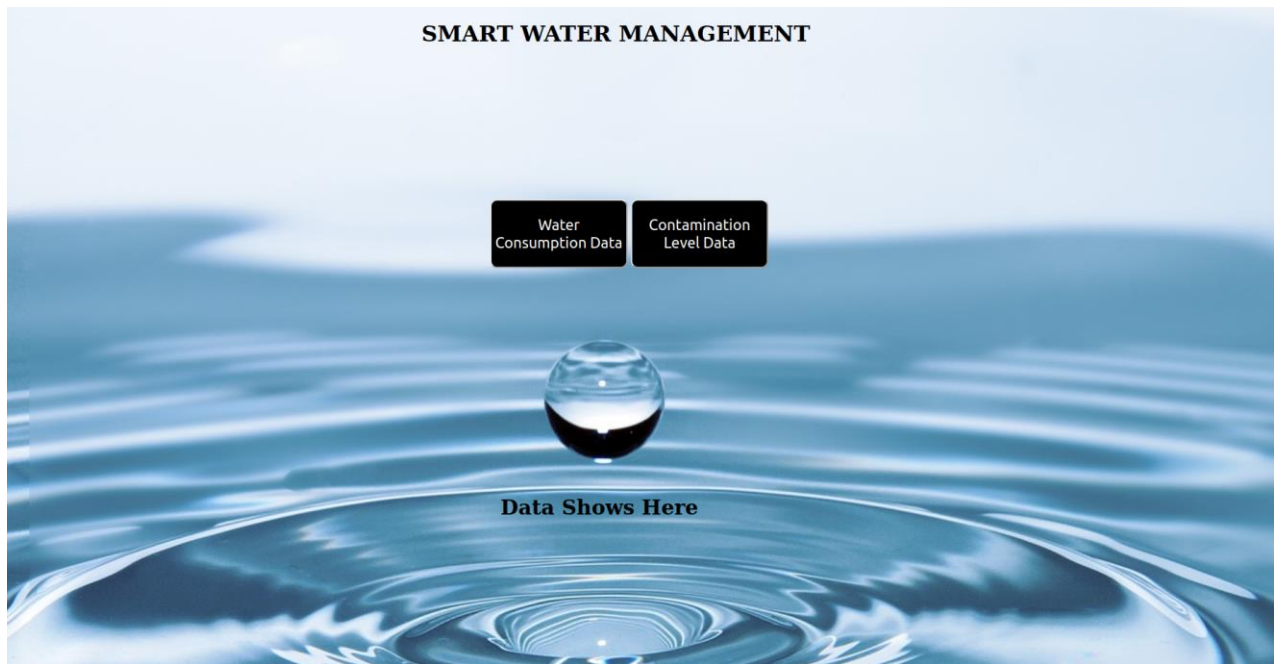 SMART WATER MANAGEMENT
Water
Consumption Data
Contamination
Level Data
Data Shows Here